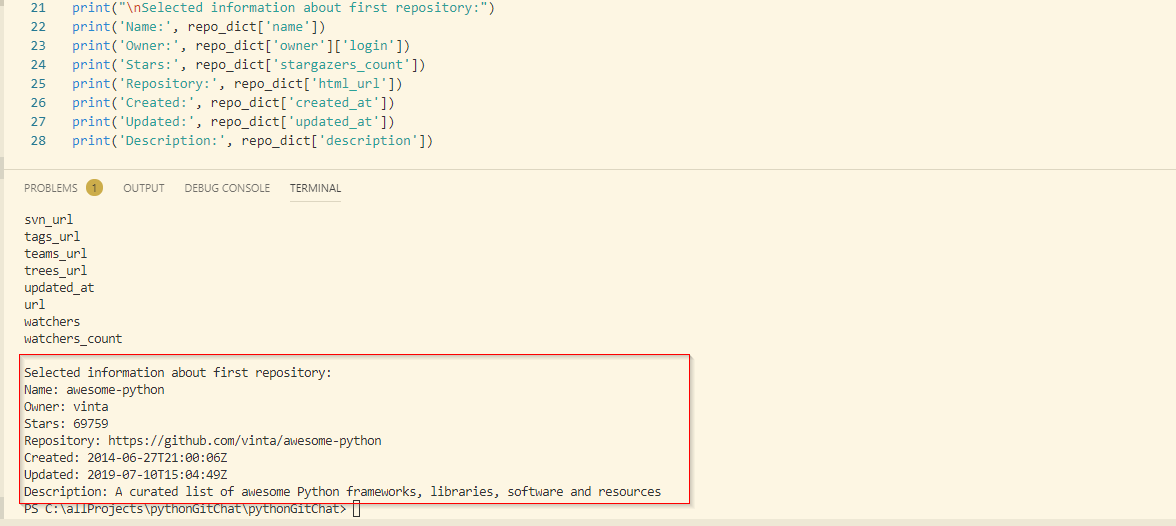 21 print("\nSelected information about first repository:")
22 print('Name:', repo_dict['name'])
23 print('Owner:', repo_dict['owner']['login'])
24 print('Stars:', repo_dict['stargazers_count'])
25 print('Repository:', repo_dict['html_url'])
26 print('Created:', repo_dict['created_at'])
27 print('Updated:', repo_dict['updated_at'])
28 print('Description:', repo_dict['description'])
PROBLEMS 1 OUTPUT DEBUG CONSOLE TERMINAL
svn_url
tags_url
teams_url
trees_url
updated_at
url
watchers
watchers_count
Selected information about first repository:
Name: awesome-python
Owner: vinta
Stars: 69759
Repository: https://github.com/vinta/awesome-python
Created: 2014-06-27T21:00:06Z
Updated: 2019-07-10T15:04:49Z
Description: A curated list of awesome Python frameworks, libraries, software and resources
PS C:\allProjects\pythonGitChat\pythonGitChat>